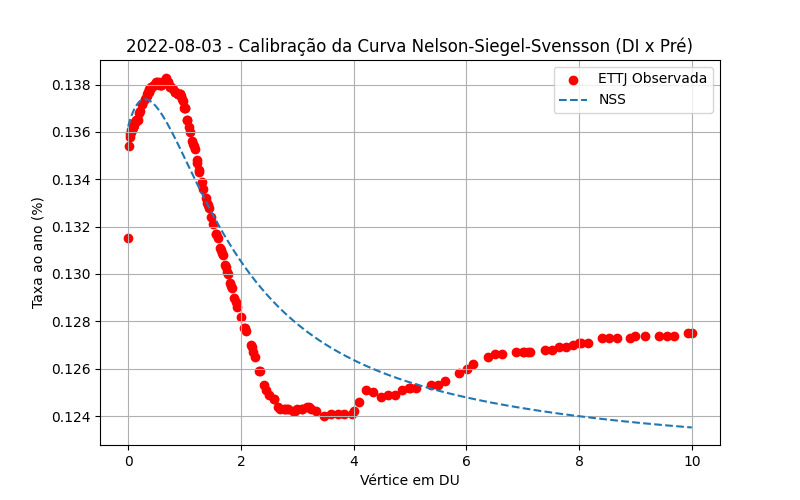 2022-08-03 - Calibração da Curva Nelson-Siegel-Svensson (DI x Pré)
ETTJ Observada
NSS
Taxa ao ano (%)
0.138
0.136
0.134
0.132
0.130
0.128
0.126
0.124
0 2 4 6 8 10
Vértice em DU